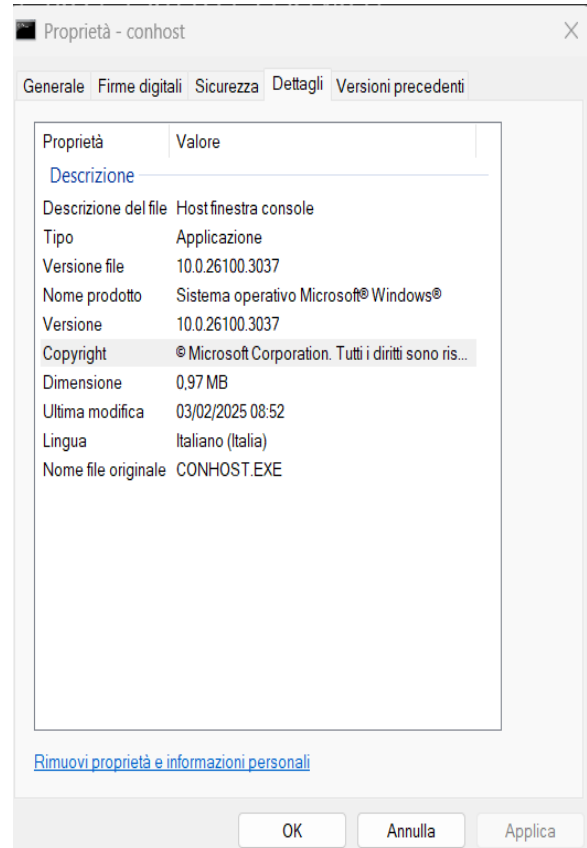 Proprietà - conhost
Generale Firme digitali Sicurezza Dettagli Versioni precedenti
Proprietà Valore
Descrizione
Descrizione del file Host finestra console
Tipo Applicazione
Versione file 10.0.26100.3037
Nome prodotto Sistema operativo Microsoft® Windows®
Versione 10.0.26100.3037
Copyright © Microsoft Corporation. Tutti i diritti sono ris...
Dimensione 0,97 MB
Ultima modifica 03/02/2025 08:52
Lingua Italiano (Italia)
Nome file originale CONHOST.EXE
Rimuovi proprietà e informazioni personali
OK Annulla Applica